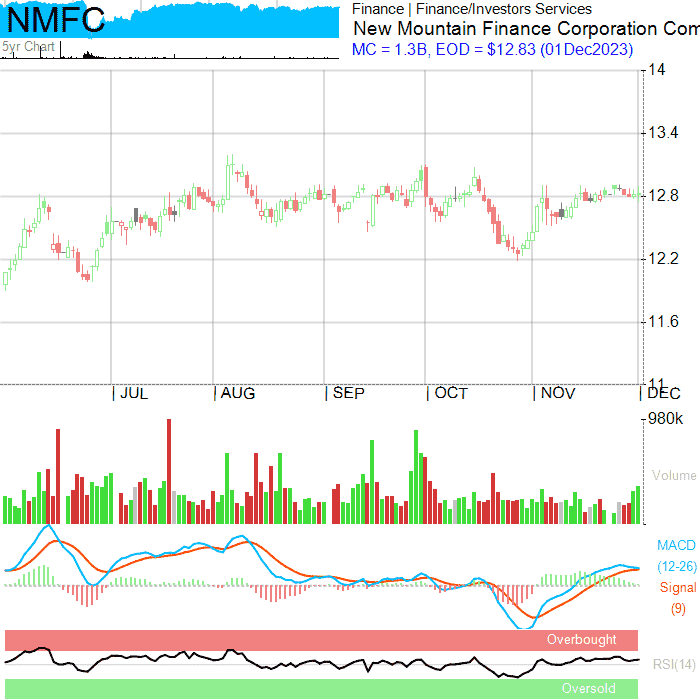 NMFC
5yr Chart
Finance | Finance/Investors Services
New Mountain Finance Corporation Com
MC = 1.3B, EOD = $12.83 (01Dec2023)
14
13.4
12.8
12.2
11.6
11
| JUL | AUG | SEP | OCT | NOV | DEC
980k
Volume
MACD
(12-26)
Signal
(9)
Overbought
RSI(14)
Oversold